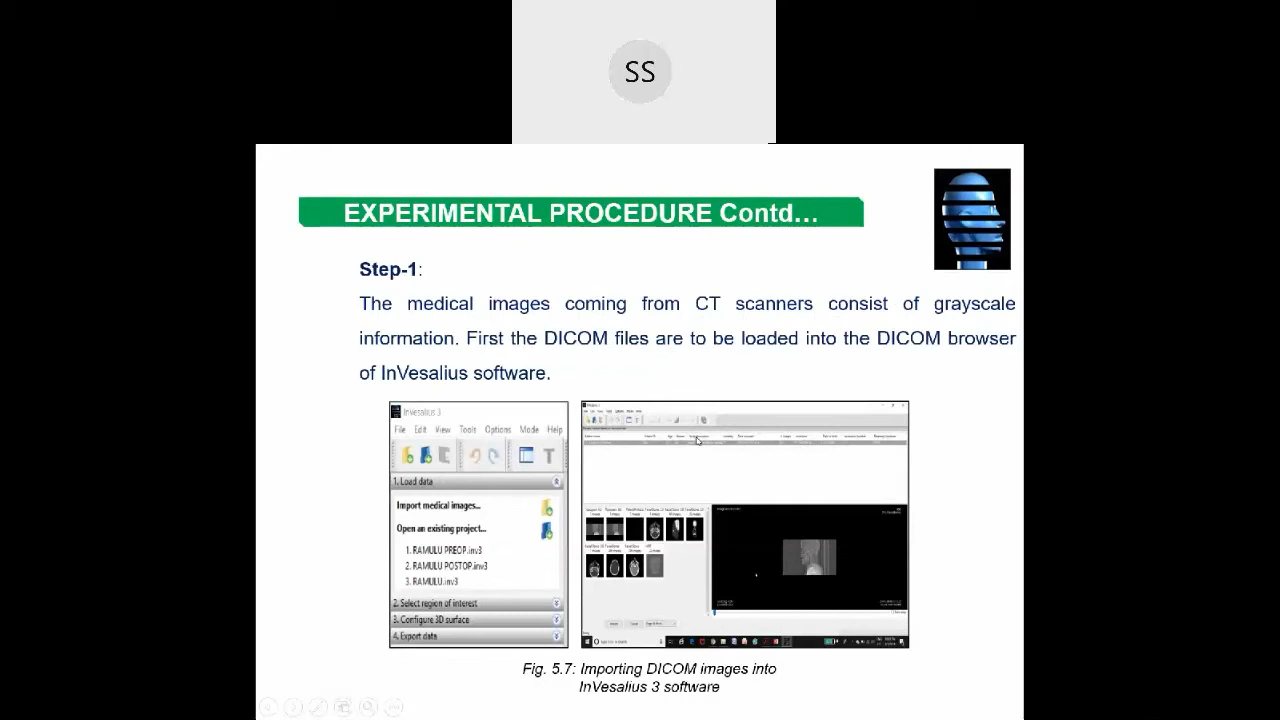 SS
EXPERIMENTAL PROCEDURE Contd...
Step-1:
The medical images coming from CT scanners consist of grayscale
information. First the DICOM files are to be loaded into the DICOM browser
of InVesalius software.
InVesalius 3
File Edit View Tools Options Mode Help
1. Load data
Import medical images...
Open an existing project...
1. RAMULU PREOP.inv3
2. RAMULU POSTOP.inv3
3. RAMULU.inv3
2. Select region of interest
3. Configure 3D surface
4. Export data
Fig. 5.7: Importing DICOM images into
InVesalius 3 software